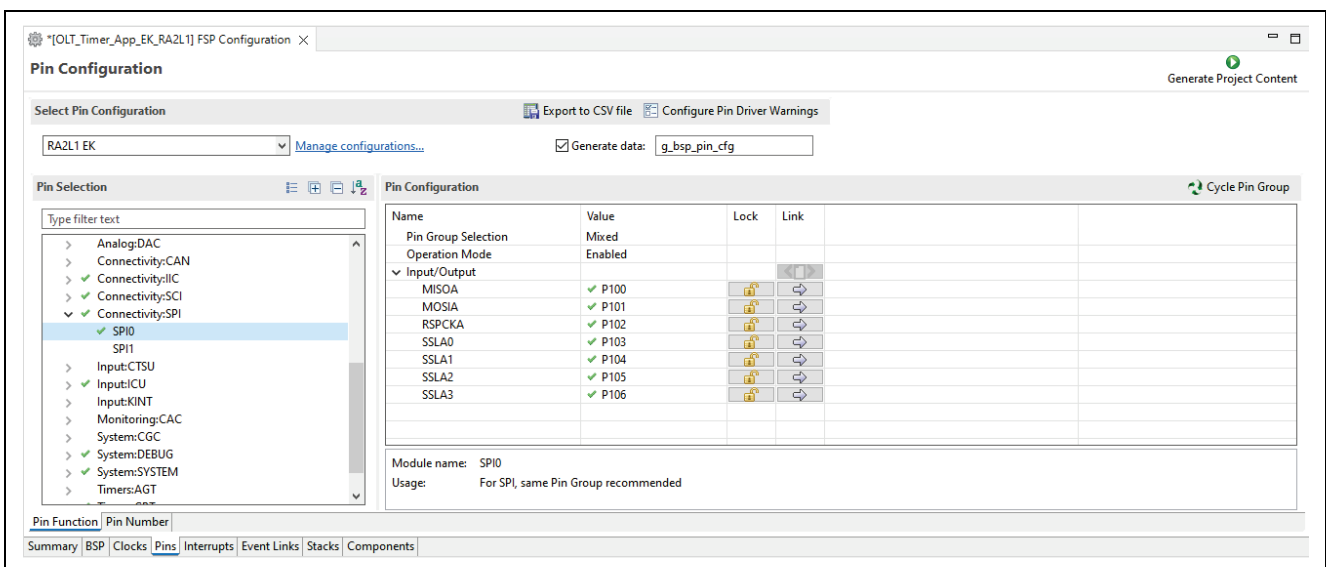 *[OLT_Timer_App_EK_RA2L1] FSP Configuration
Pin Configuration
Generate Project Content
Select Pin Configuration
Export to CSV file
Configure Pin Driver Warnings
RA2L1 EK
Manage configurations...
Generate data:
g_bsp_pin_cfg
Pin Selection
Type filter text
Analog:DAC
Connectivity:CAN
Connectivity:IIC
Connectivity:SCI
Connectivity:SPI
SPI0
SPI1
Input:CTSU
Input:ICU
Input:KINT
Monitoring:CAC
System:CGC
System:DEBUG
System:SYSTEM
Timers:AGT
Pin Configuration
Cycle Pin Group
Name Value Lock Link
Pin Group Selection Mixed
Operation Mode Enabled
Input/Output
MISOA P100
MOSIA P101
RSPCKA P102
SSLA0 P103
SSLA1 P104
SSLA2 P105
SSLA3 P106
Module name: SPI0
Usage: For SPI, same Pin Group recommended
Pin Function Pin Number
Summary BSP Clocks Pins Interrupts Event Links Stacks Components